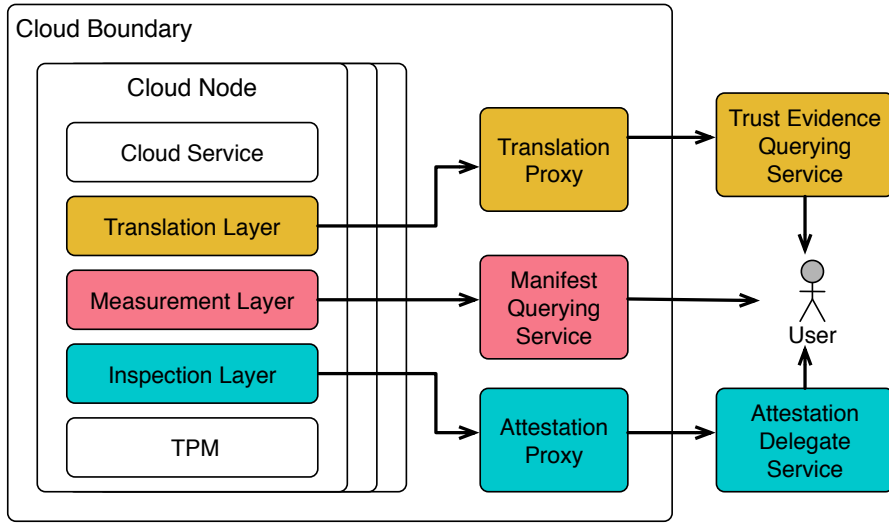 Cloud Boundary
Cloud Node
Cloud Service
Translation Layer
Measurement Layer
Inspection Layer
TPM
Translation
Proxy
Manifest
Querying
Service
Attestation
Proxy
Trust Evidence
Querying
Service
User
Attestation
Delegate
Service